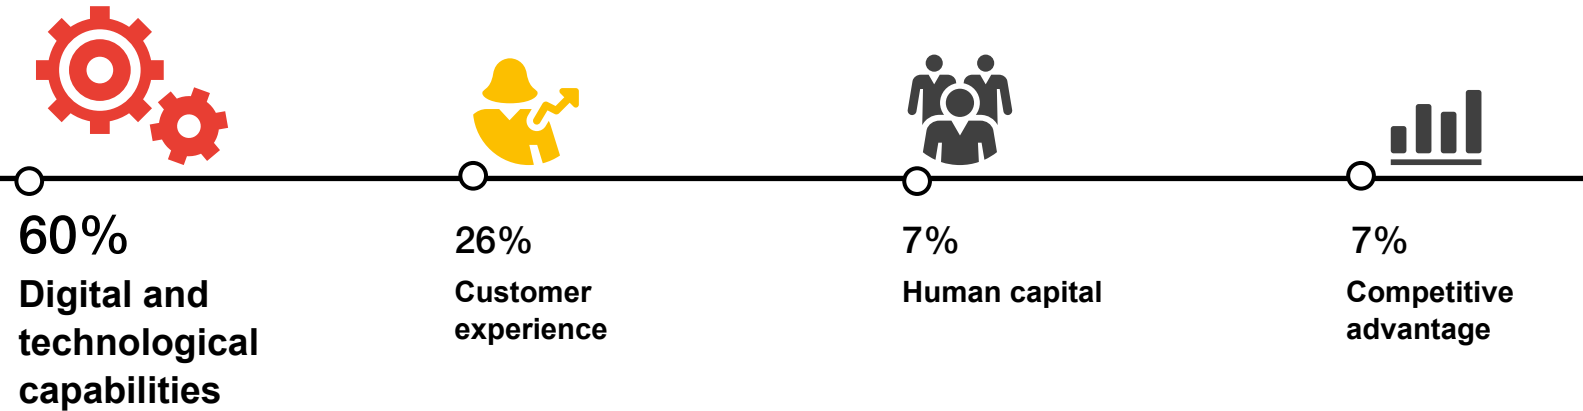 60%
Digital and
technological
capabilities
26%
Customer
experience
7%
Human capital
7%
Competitive
advantage